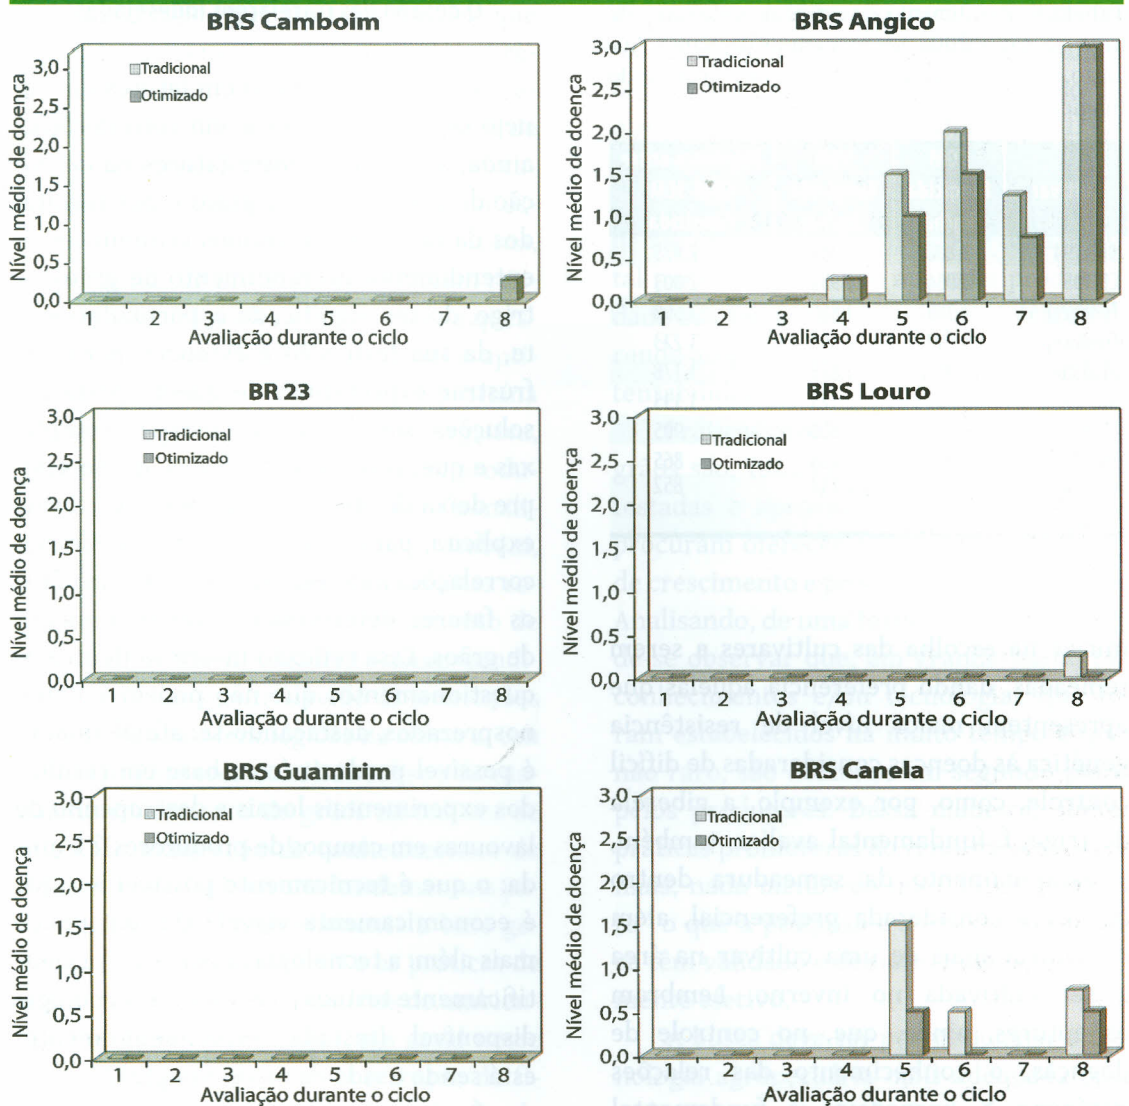 BRS Camboim
Nível médio de doença
3,0
2,5
2,0
1,5
1,0
0,5
0,0
Tradicional
Otimizado
1 2 3 4 5 6 7 8
Avaliação durante o ciclo
BRS Angico
Nível médio de doença
3,0
2,5
2,0
1,5
1,0
0,5
0,0
Tradicional
Otimizado
1 2 3 4 5 6 7 8
Avaliação durante o ciclo
BR 23
Nível médio de doença
3,0
2,5
2,0
1,5
1,0
0,5
0,0
Tradicional
Otimizado
1 2 3 4 5 6 7 8
Avaliação durante o ciclo
BRS Louro
Nível médio de doença
3,0
2,5
2,0
1,5
1,0
0,5
0,0
Tradicional
Otimizado
1 2 3 4 5 6 7 8
Avaliação durante o ciclo
BRS Guamirim
Nível médio de doença
3,0
2,5
2,0
1,5
1,0
0,5
0,0
Tradicional
Otimizado
1 2 3 4 5 6 7 8
Avaliação durante o ciclo
BRS Canela
Nível médio de doença
3,0
2,5
2,0
1,5
1,0
0,5
0,0
Tradicional
Otimizado
1 2 3 4 5 6 7 8
Avaliação durante o ciclo